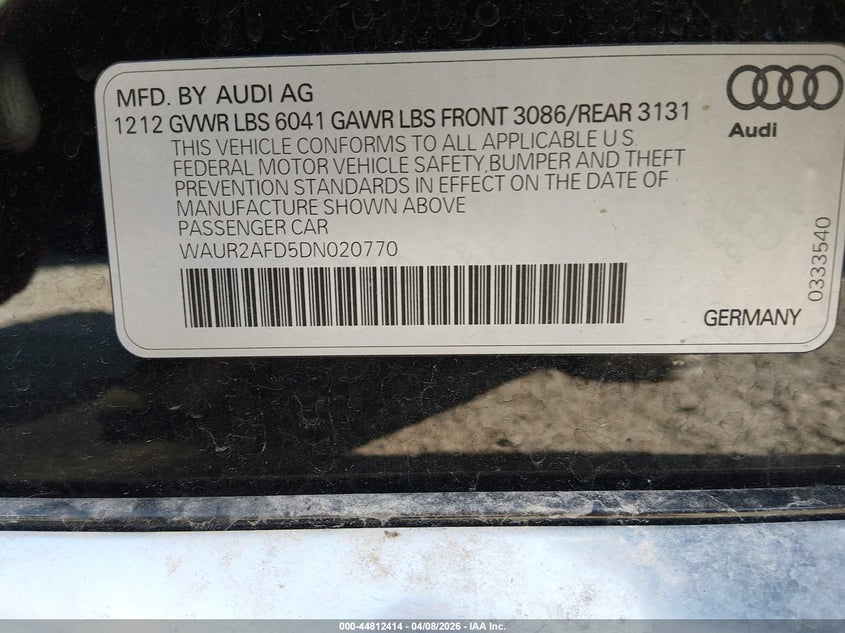 MFD. BY AUDI AG
1212 GVWR LBS 6041 GAWR LBS FRONT 3086/REAR 3131
THIS VEHICLE CONFORMS TO ALL APPLICABLE U S
FEDERAL MOTOR VEHICLE SAFETY,BUMPER AND THEFT
PREVENTION STANDARDS IN EFFECT ON THE DATE OF
MANUFACTURE SHOWN ABOVE
PASSENGER CAR
WAUR2AFD5DN020770
Audi
0333540
GERMANY
000-44812414 - 04/08/2026 - IAA Inc.